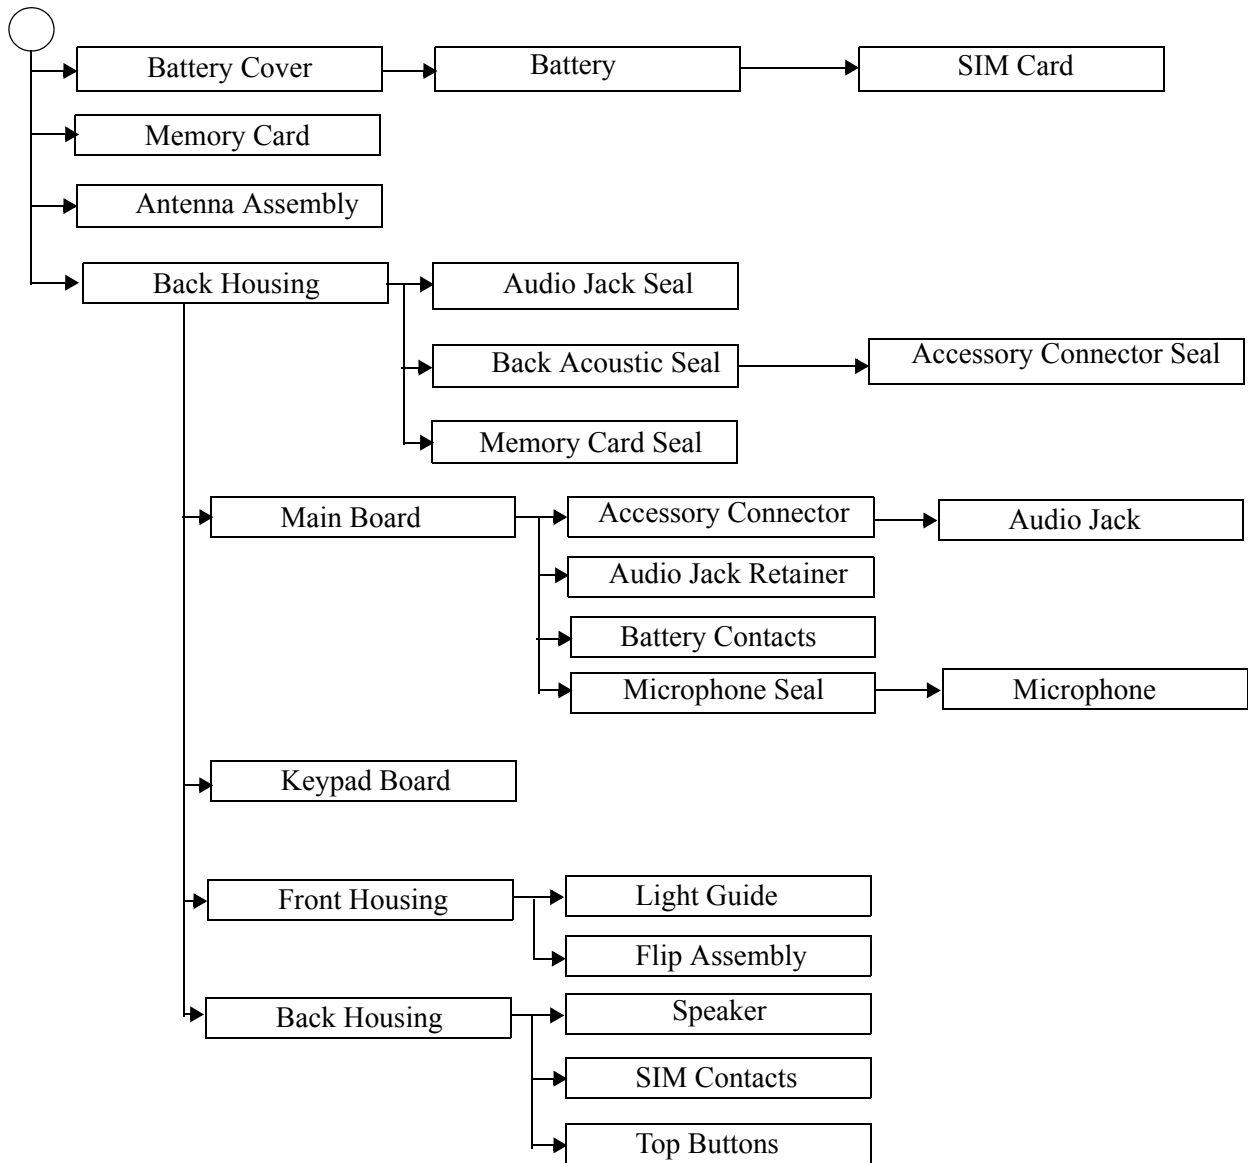 Battery Cover
Battery
SIM Card
Memory Card
Antenna Assembly
Back Housing
Audio Jack Seal
Back Acoustic Seal
Accessory Connector Seal
Memory Card Seal
Main Board
Accessory Connector
Audio Jack
Audio Jack Retainer
Battery Contacts
Microphone Seal
Microphone
Keypad Board
Front Housing
Light Guide
Flip Assembly
Back Housing
Speaker
SIM Contacts
Top Buttons